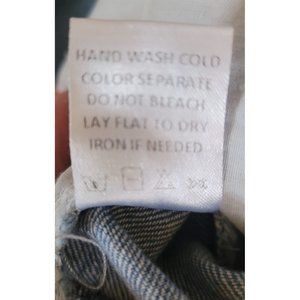 HAND WASH COLD
COLOR SEPARATE
DO NOT BLEACH
LAY FLAT TO DRY
IRON IF NEEDED